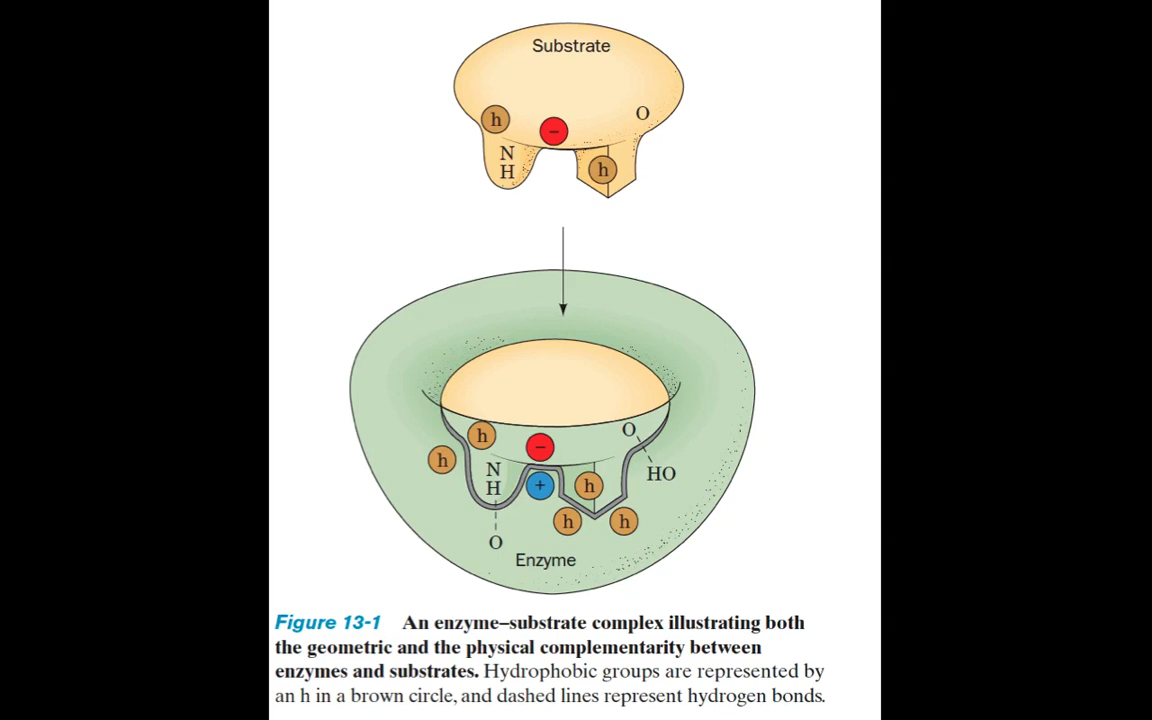 Substrate
h
−
O
N
H
h
h
−
O
h
N
H
+
h
HO
h
h
O
Enzyme
Figure 13-1 An enzyme–substrate complex illustrating both
the geometric and the physical complementarity between
enzymes and substrates. Hydrophobic groups are represented by
an h in a brown circle, and dashed lines represent hydrogen bonds.